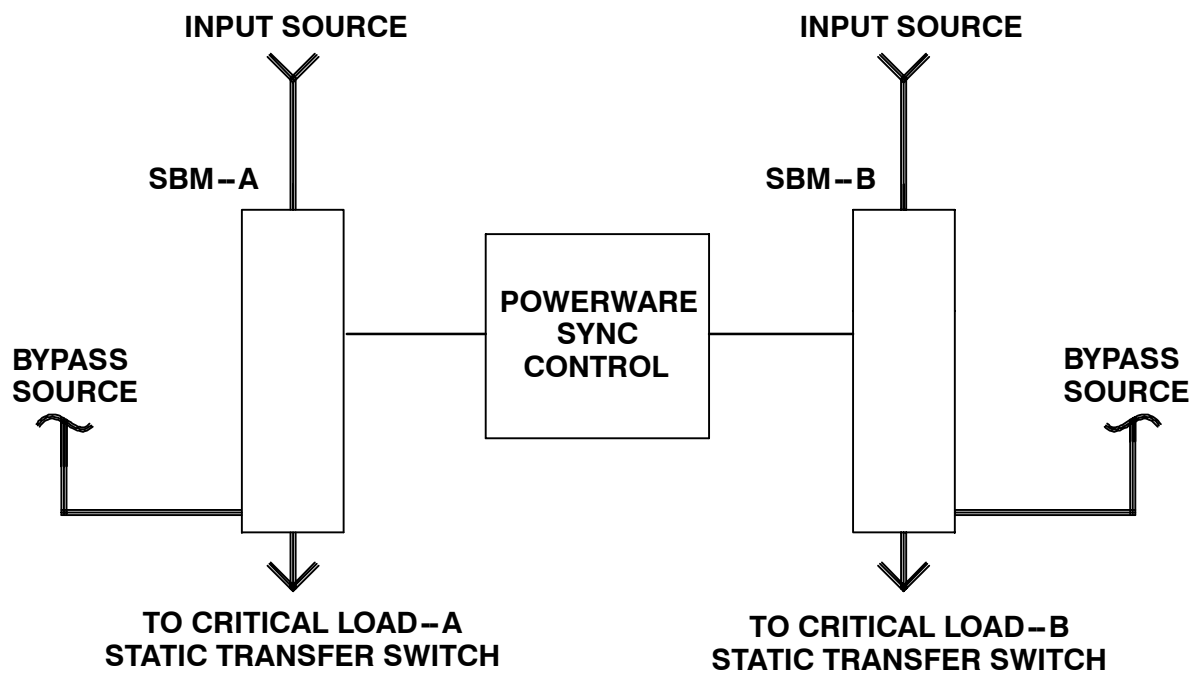 INPUT SOURCE
INPUT SOURCE
SBM--A
SBM--B
POWERWARE
SYNC
CONTROL
BYPASS
SOURCE
BYPASS
SOURCE
TO CRITICAL LOAD--A
STATIC TRANSFER SWITCH
TO CRITICAL LOAD--B
STATIC TRANSFER SWITCH